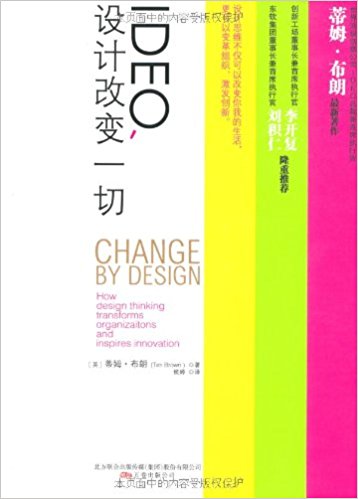 本页面中的内容受版权保护
蒂姆·布朗 最新著作
创新工场董事长兼首席执行官 李开复
东软集团董事长兼首席执行官 刘积仁
隆重推荐
设计思维不仅可以改变你的生活,
更可以变革组织、激发创新。
IDEO,
设计改变一切
CHANGE
BY DESIGN
How
design thinking
transforms
organizaitons
and
inspires innovation
[英] 蒂姆·布朗 (Tim Brown) 著
侯婷 译
北方联合出版传媒(集团)股份有限公司
万卷出版公司
本页面中的内容受版权保护